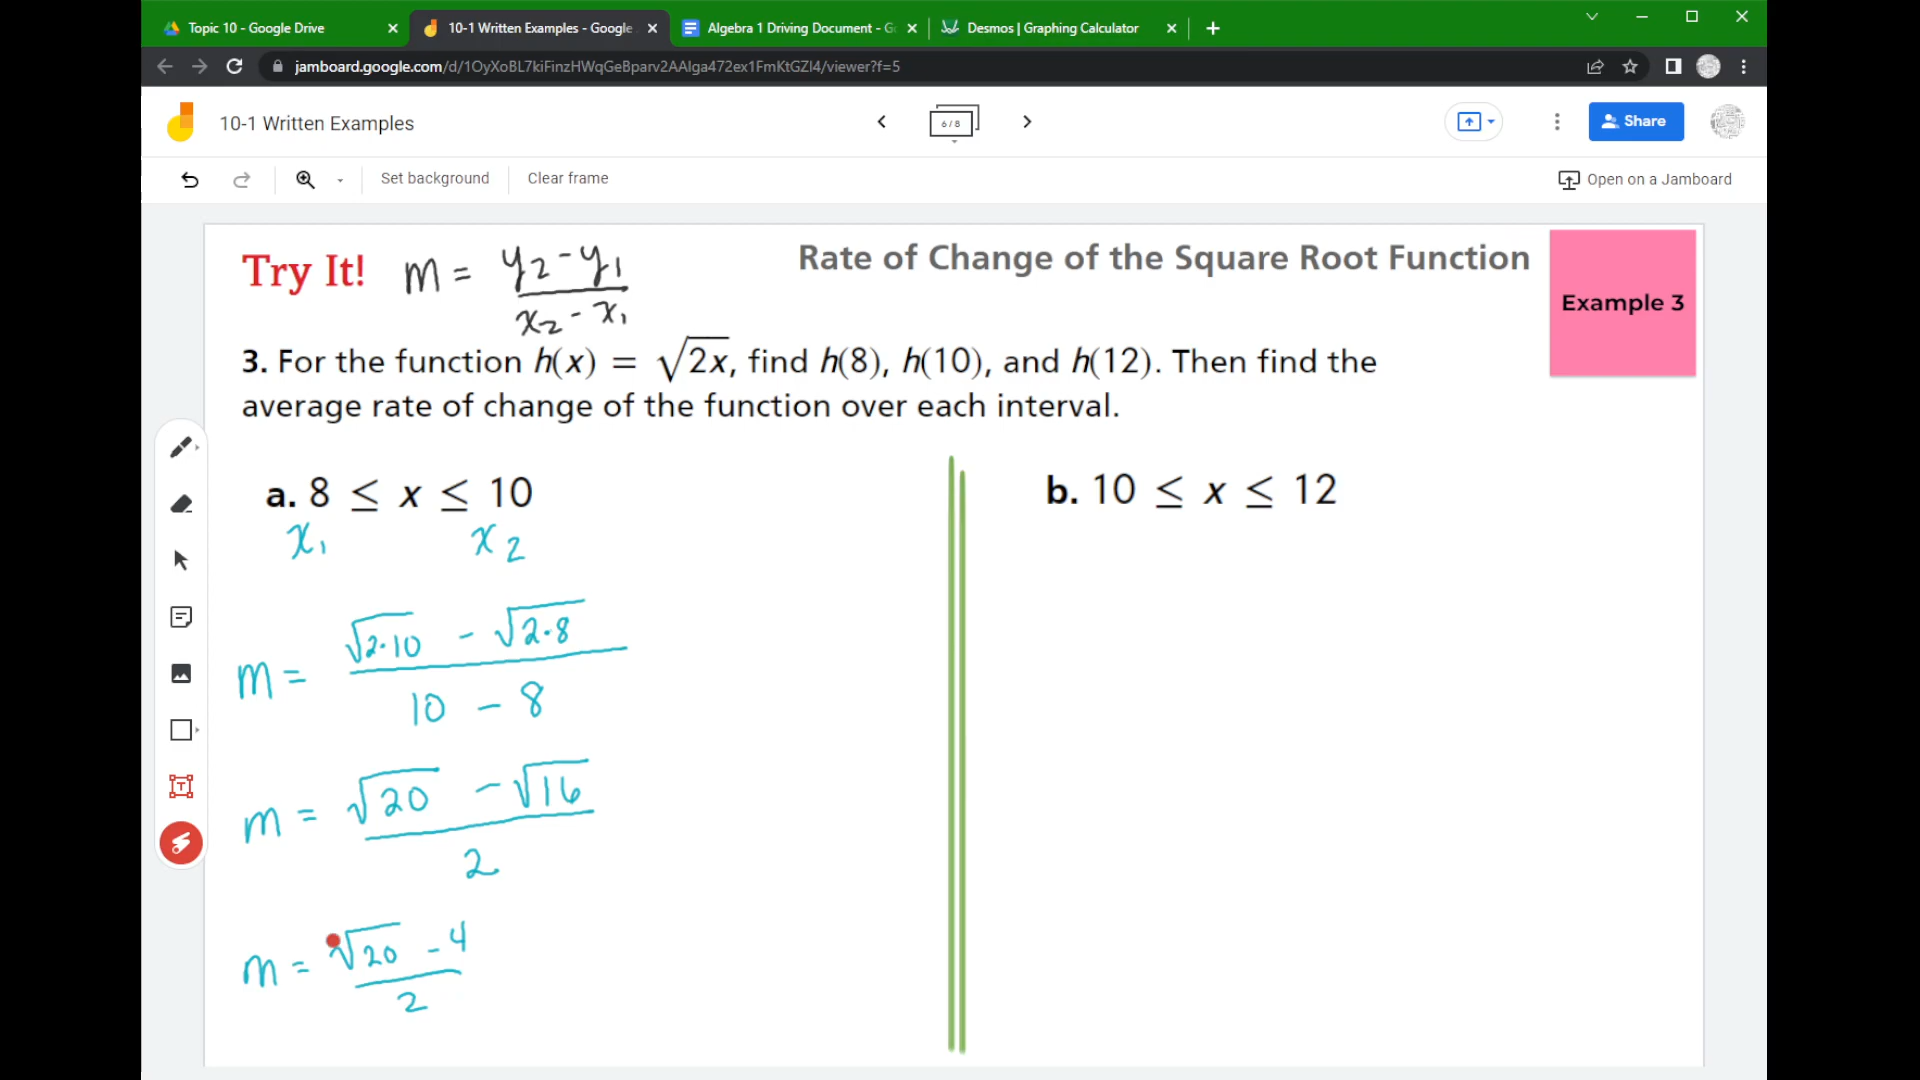 Topic 10 - Google Drive
10-1 Written Examples - Google
Algebra 1 Driving Document - Go
Desmos | Graphing Calculator
jamboard.google.com/d/1OyXoBL7kiFinzHWqGeBparv2AAIga472ex1FmKtGZI4/viewer?f=5
10-1 Written Examples
6 / 8
Share
Set background
Clear frame
Open on a Jamboard
Try It! m = (y₂ - y₁)/(x₂ - x₁)
Rate of Change of the Square Root Function
Example 3
3. For the function h(x) = √(2x), find h(8), h(10), and h(12). Then find the
average rate of change of the function over each interval.
a. 8 ≤ x ≤ 10
x₁ x₂
m = (√(2·10) - √(2·8))/(10 - 8)
m = (√20 - √16)/2
m = (√20 - 4)/2
b. 10 ≤ x ≤ 12